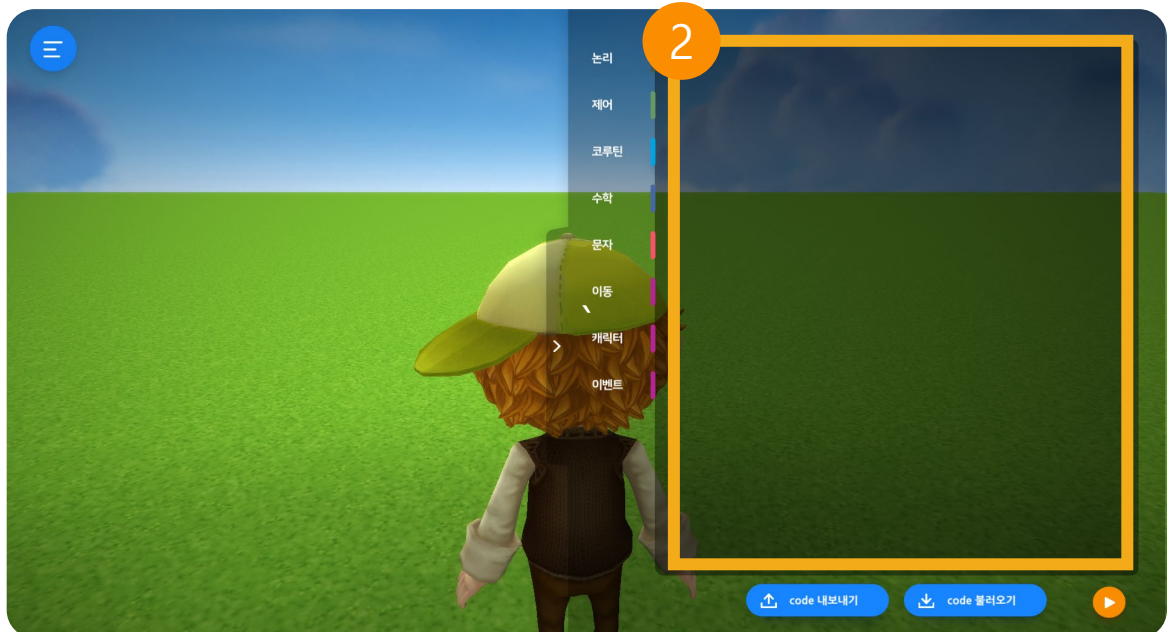 2
논리
제어
코루틴
수학
문자
이동
캐릭터
이벤트
code 내보내기
code 불러오기